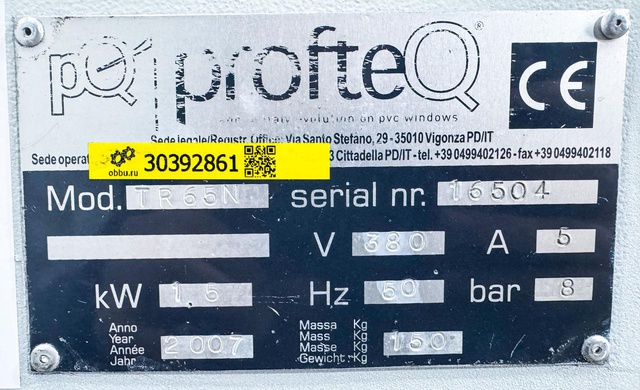 pQ profteQ
evolution on pvc windows
CE
Sede legale/Registr. Office: Via Santo Stefano, 29 - 35010 Vigonza PD/IT
Sede operat 3 Cittadella PD/IT - tel. +39 0499402126 - fax +39 0499402118
obbu.ru 30392861
Mod. TR65N serial nr. 16504
V 380 A 5
kW 1,5 Hz 50 bar 8
Anno Massa Kg
Year Mass Kg
Année Masse Kg
Jahr Gewicht Kg
2007 150